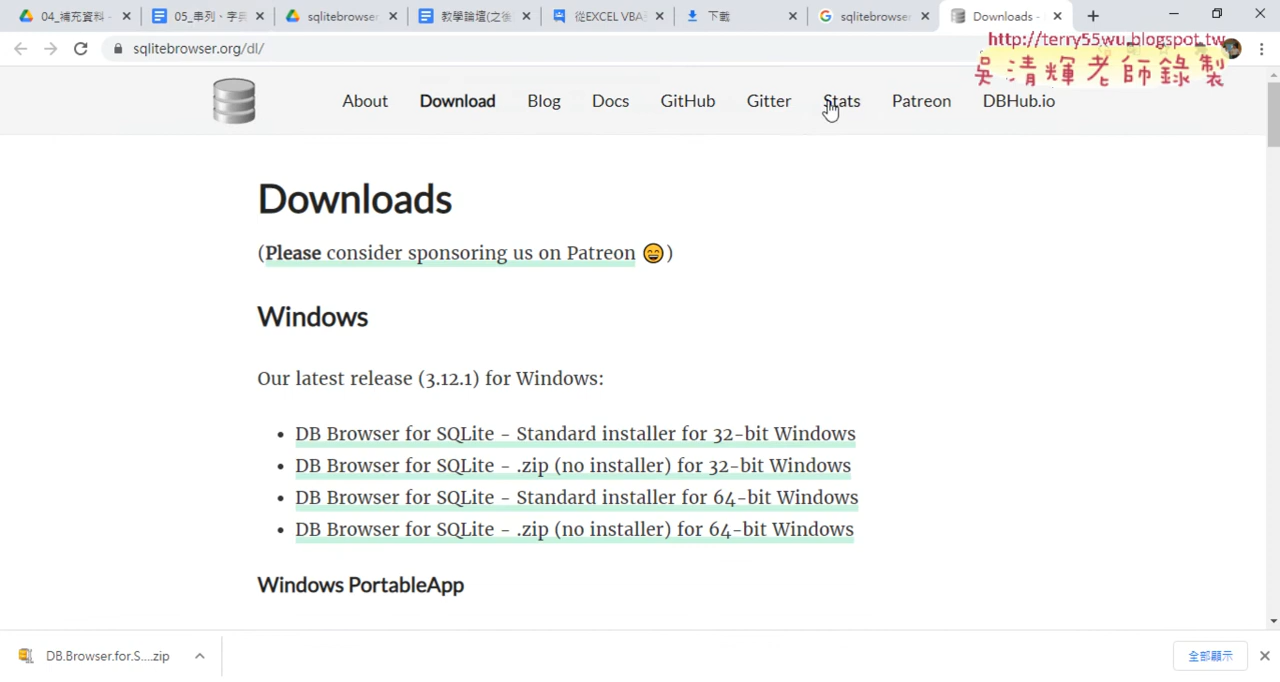 04_補充資料 -
05_串列、字典
sqlitebrowser
教學論壇(之後
從EXCEL VBA
下載
sqlitebrowser
Downloads -
sqlitebrowser.org/dl/
http://terry55wu.blogspot.tw
吳清輝老師錄製
About Download Blog Docs GitHub Gitter Stats Patreon DBHub.io
Downloads
(Please consider sponsoring us on Patreon 😄)
Windows
Our latest release (3.12.1) for Windows:
• DB Browser for SQLite - Standard installer for 32-bit Windows
• DB Browser for SQLite - .zip (no installer) for 32-bit Windows
• DB Browser for SQLite - Standard installer for 64-bit Windows
• DB Browser for SQLite - .zip (no installer) for 64-bit Windows
Windows PortableApp
DB.Browser.for.S....zip
全部顯示